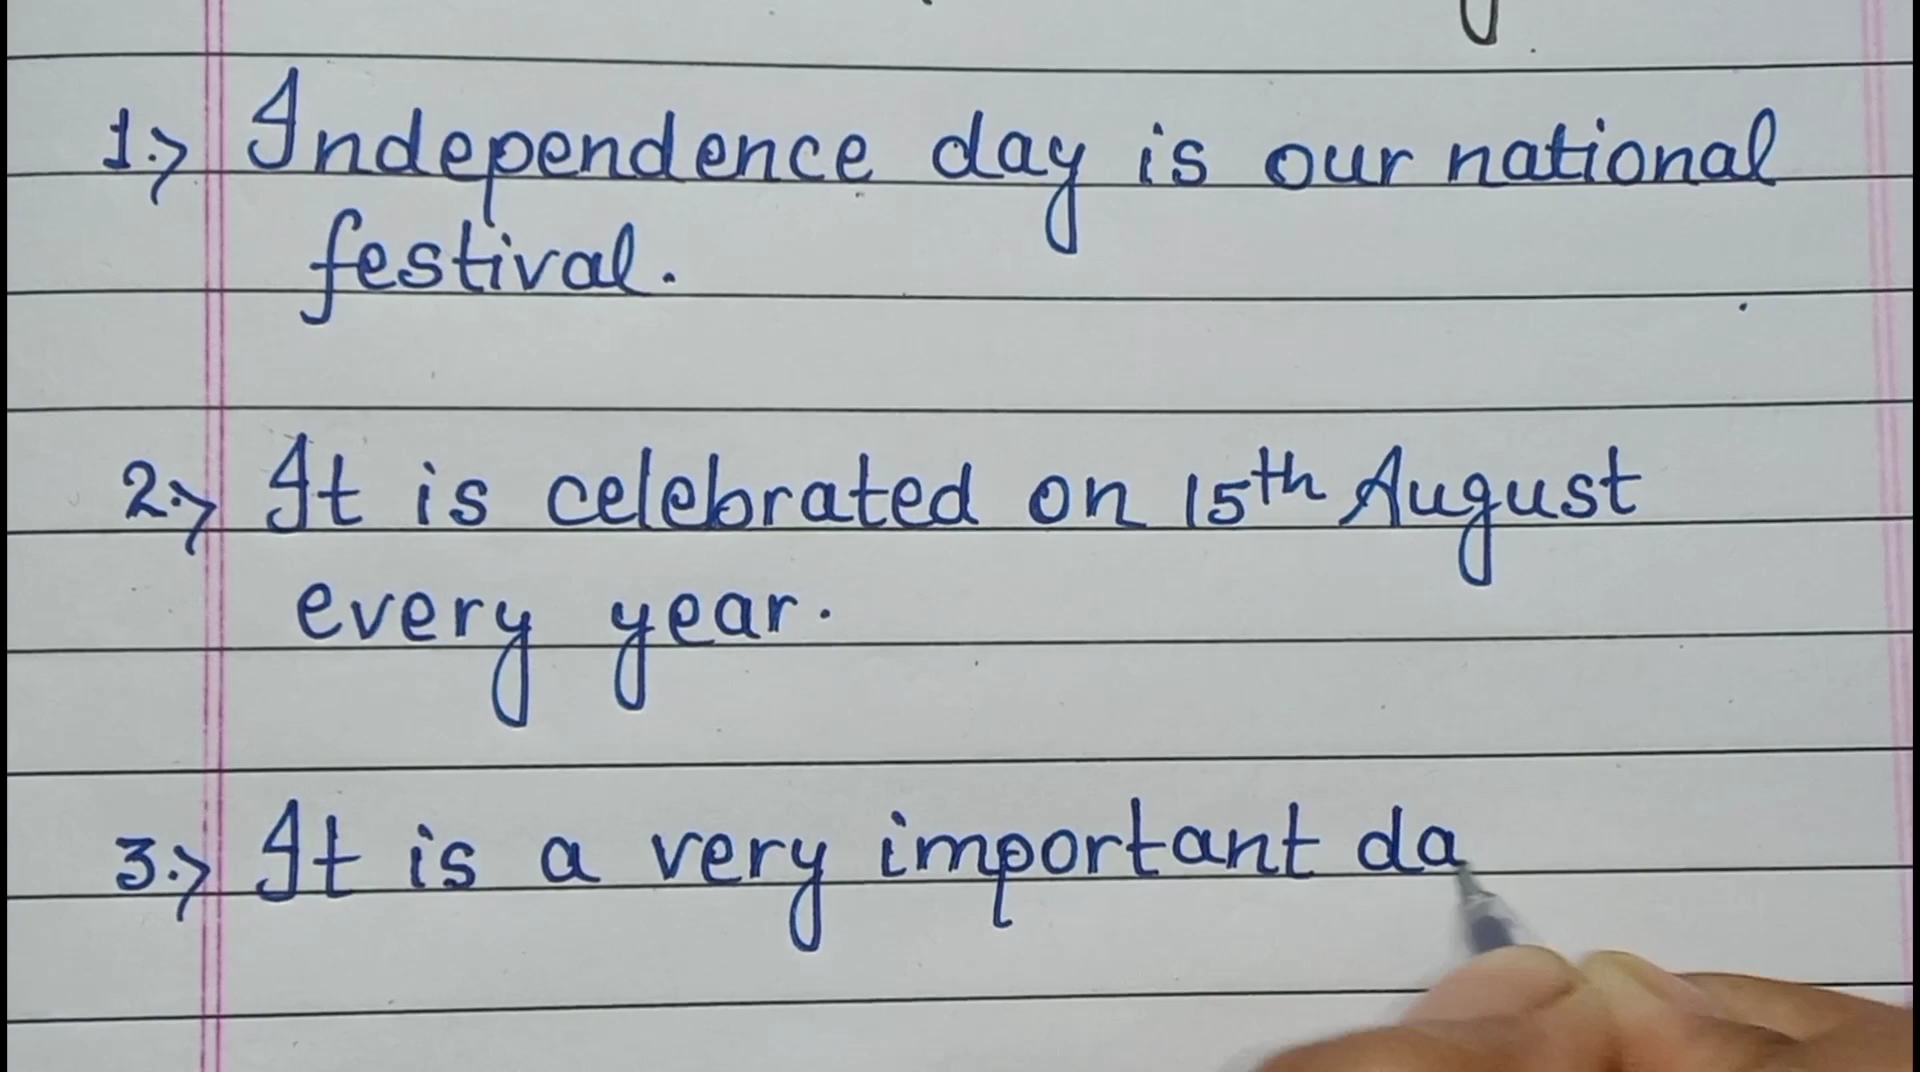 1.> Independence day is our national
festival.
2.> It is celebrated on 15th August
every year.
3.> It is a very important da